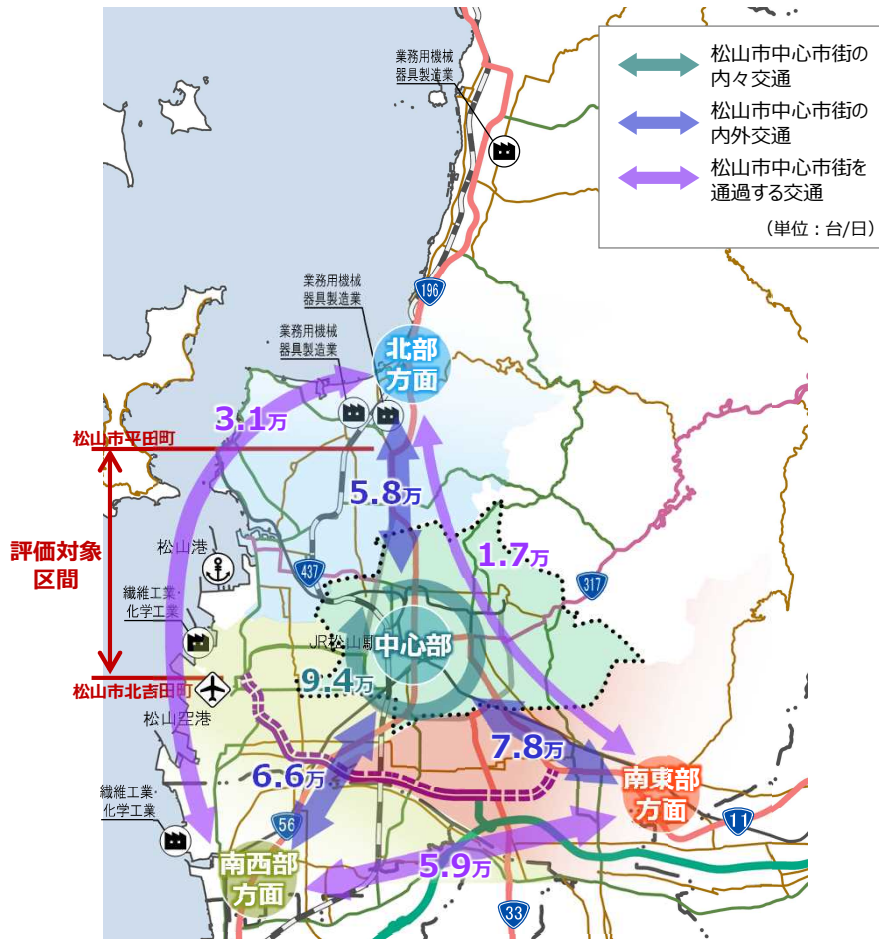 業務用機械
器具製造業
松山市中心市街の
内々交通
松山市中心市街の
内外交通
松山市中心市街を
通過する交通
(単位：台/日)
196
業務用機械
器具製造業
業務用機械
器具製造業
北部
方面
3.1万
松山市平田町
5.8万
評価対象
区間
松山港
437
1.7万
317
繊維工業・
化学工業
JR松山駅
中心部
9.4万
松山市北吉田町
松山空港
7.8万
6.6万
南東部
方面
繊維工業・
化学工業
56
11
南西部
方面
5.9万
33